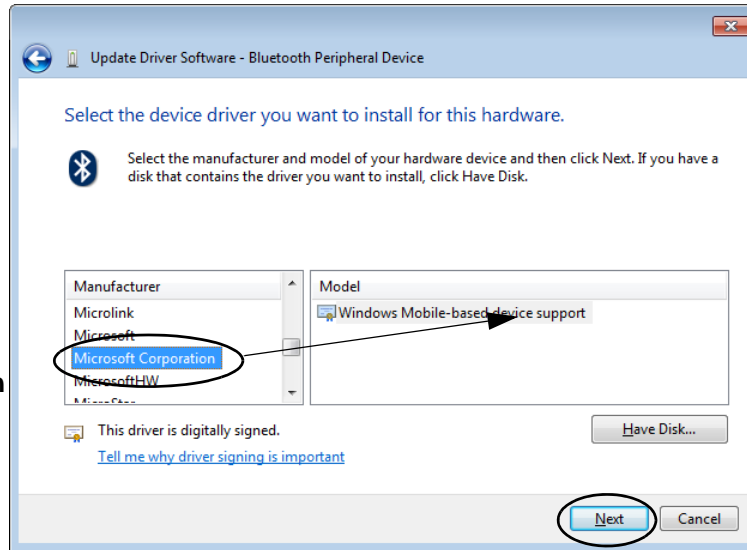 Update Driver Software - Bluetooth Peripheral Device
Select the device driver you want to install for this hardware.
Select the manufacturer and model of your hardware device and then click Next. If you have a
disk that contains the driver you want to install, click Have Disk.
Manufacturer
Microlink
Microsoft
Microsoft Corporation
MicrosoftHW
Model
Windows Mobile-based device support
n
This driver is digitally signed.
Tell me why driver signing is important
Have Disk...
Next
Cancel